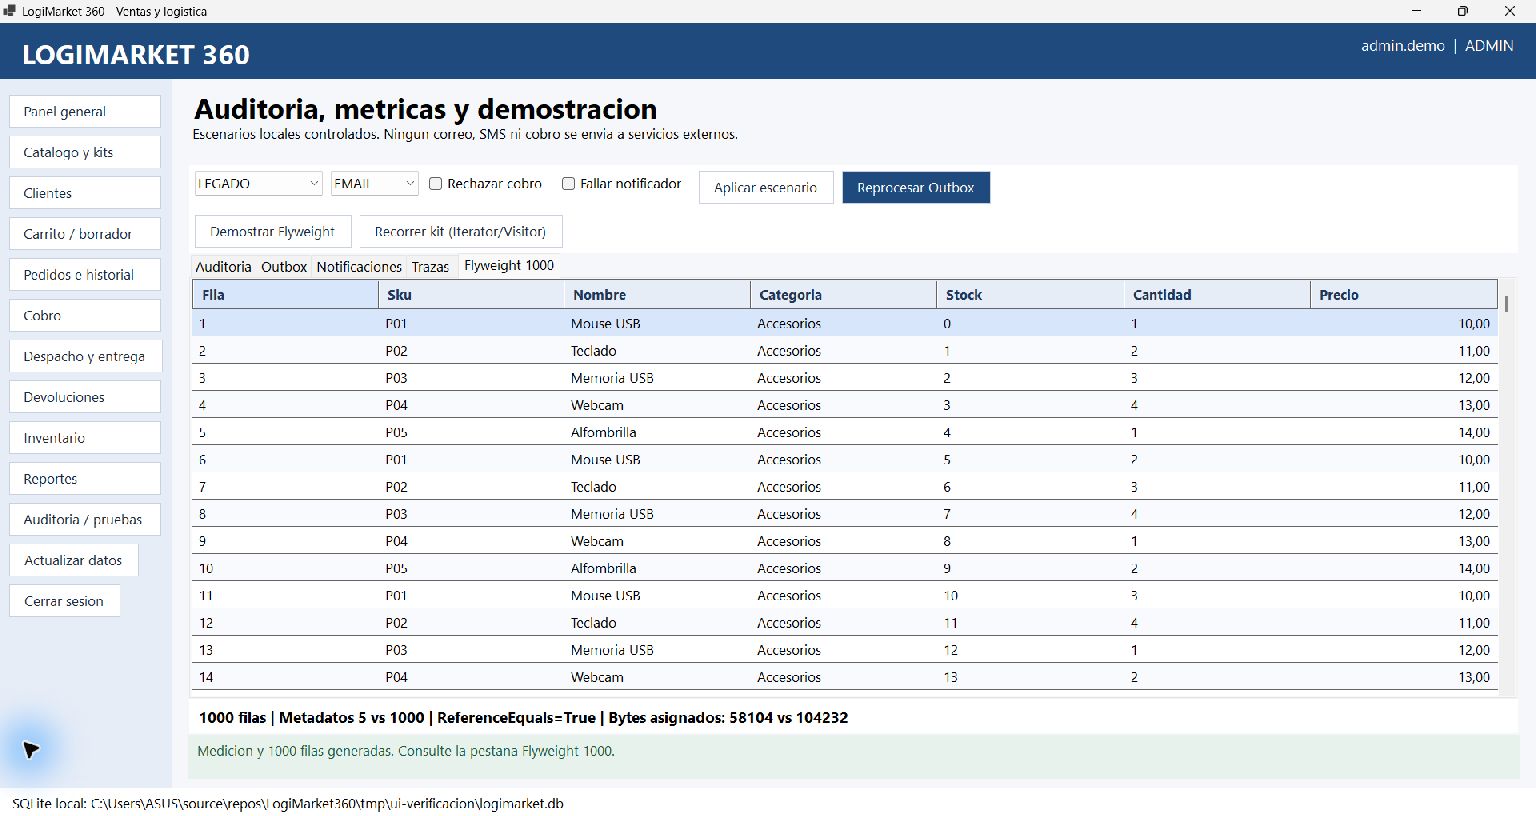 LogiMarket 360 - Ventas y logistica
LOGIMARKET 360
admin.demo | ADMIN
Panel general
Catalogo y kits
Clientes
Carrito / borrador
Pedidos e historial
Cobro
Despacho y entrega
Devoluciones
Inventario
Reportes
Auditoria / pruebas
Actualizar datos
Cerrar sesion
Auditoria, metricas y demostracion
Escenarios locales controlados. Ningun correo, SMS ni cobro se envia a servicios externos.
LEGADO EMAIL Rechazar cobro Fallar notificador Aplicar escenario Reprocesar Outbox
Demostrar Flyweight Recorrer kit (Iterator/Visitor)
Auditoria Outbox Notificaciones Trazas Flyweight 1000
Fila Sku Nombre Categoria Stock Cantidad Precio
1 P01 Mouse USB Accesorios 0 1 10,00
2 P02 Teclado Accesorios 1 2 11,00
3 P03 Memoria USB Accesorios 2 3 12,00
4 P04 Webcam Accesorios 3 4 13,00
5 P05 Alfombrilla Accesorios 4 1 14,00
6 P01 Mouse USB Accesorios 5 2 10,00
7 P02 Teclado Accesorios 6 3 11,00
8 P03 Memoria USB Accesorios 7 4 12,00
9 P04 Webcam Accesorios 8 1 13,00
10 P05 Alfombrilla Accesorios 9 2 14,00
11 P01 Mouse USB Accesorios 10 3 10,00
12 P02 Teclado Accesorios 11 4 11,00
13 P03 Memoria USB Accesorios 12 1 12,00
14 P04 Webcam Accesorios 13 2 13,00
1000 filas | Metadatos 5 vs 1000 | ReferenceEquals=True | Bytes asignados: 58104 vs 104232
Medicion y 1000 filas generadas. Consulte la pestana Flyweight 1000.
SQLite local: C:\Users\ASUS\source\repos\LogiMarket360\tmp\ui-verificacion\logimarket.db